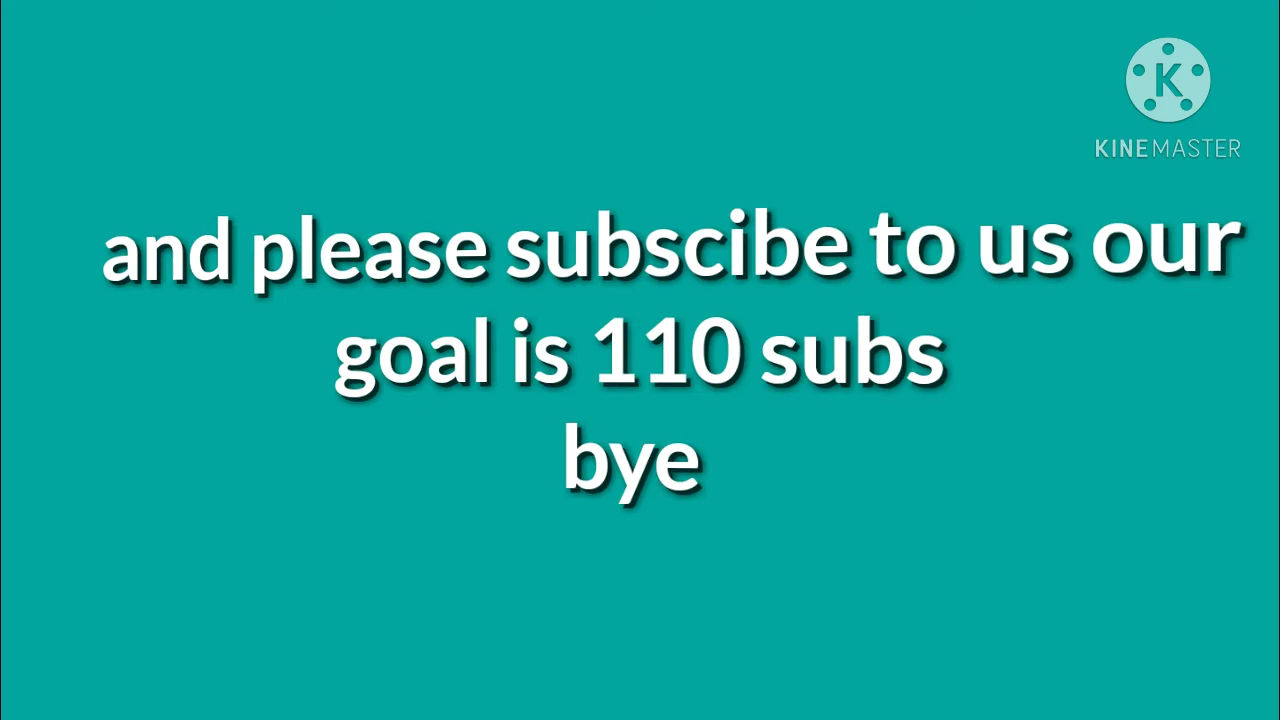 K
KINEMASTER
and please subscibe to us our
goal is 110 subs
bye